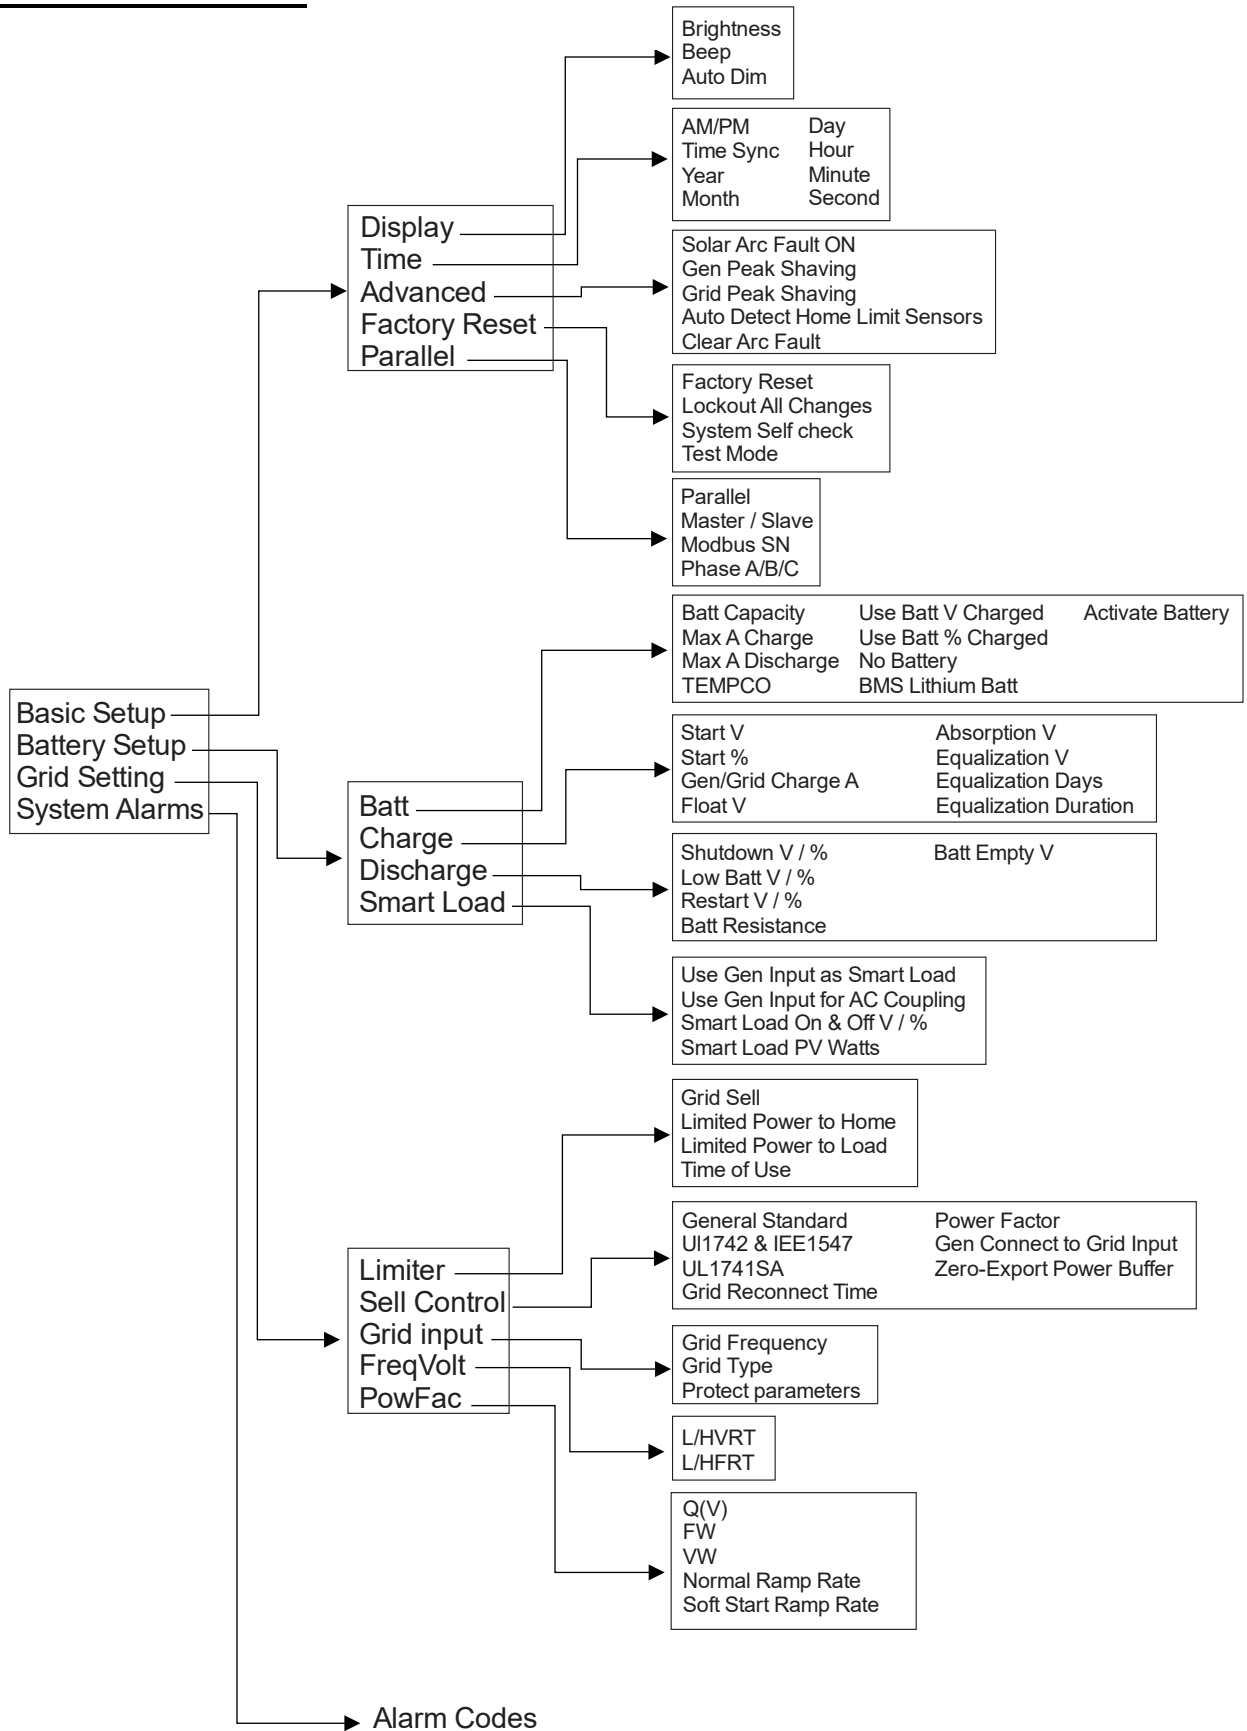 Brightness
Beep
Auto Dim
AM/PM
Time Sync
Year
Month
Day
Hour
Minute
Second
Display
Time
Advanced
Factory Reset
Parallel
Solar Arc Fault ON
Gen Peak Shaving
Grid Peak Shaving
Auto Detect Home Limit Sensors
Clear Arc Fault
Factory Reset
Lockout All Changes
System Self check
Test Mode
Parallel
Master / Slave
Modbus SN
Phase A/B/C
Basic Setup
Battery Setup
Grid Setting
System Alarms
Batt Capacity
Max A Charge
Max A Discharge
TEMPCO
Use Batt V Charged
Use Batt % Charged
No Battery
BMS Lithium Batt
Activate Battery
Batt
Charge
Discharge
Smart Load
Start V
Start %
Gen/Grid Charge A
Float V
Absorption V
Equalization V
Equalization Days
Equalization Duration
Shutdown V / %
Low Batt V / %
Restart V / %
Batt Resistance
Batt Empty V
Use Gen Input as Smart Load
Use Gen Input for AC Coupling
Smart Load On & Off V / %
Smart Load PV Watts
Limiter
Sell Control
Grid input
FreqVolt
PowFac
Grid Sell
Limited Power to Home
Limited Power to Load
Time of Use
General Standard
Ul1742 & IEE1547
UL1741SA
Grid Reconnect Time
Power Factor
Gen Connect to Grid Input
Zero-Export Power Buffer
Grid Frequency
Grid Type
Protect parameters
L/HVRT
L/HFRT
Q(V)
FW
VW
Normal Ramp Rate
Soft Start Ramp Rate
Alarm Codes